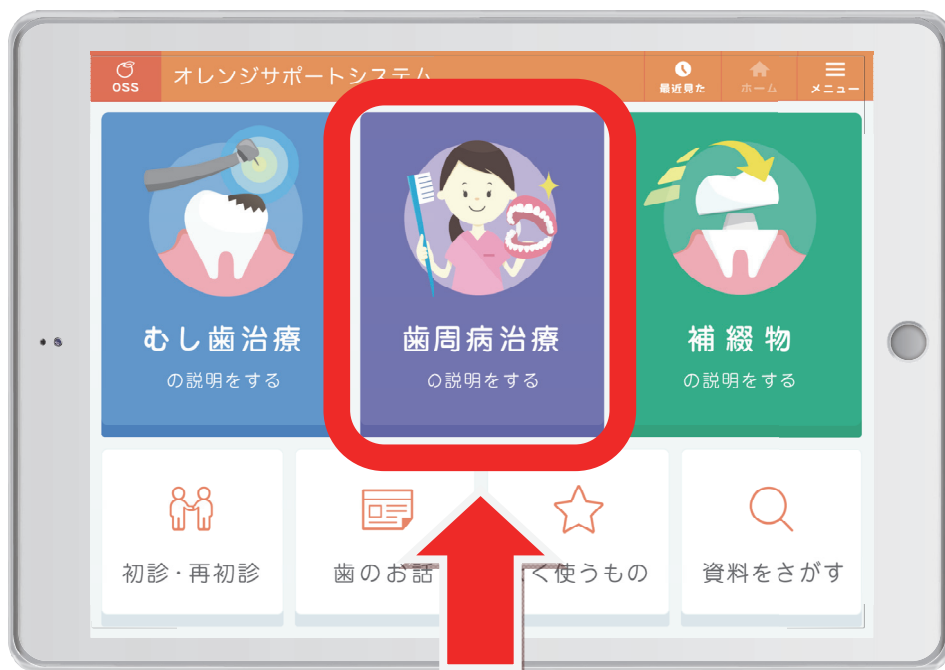 OSS
オレンジサポートシステム
最近見た
ホーム
メニュー
むし歯治療
の説明をする
歯周病治療
の説明をする
補綴物
の説明をする
初診・再初診
歯のお話
く使うもの
資料をさがす